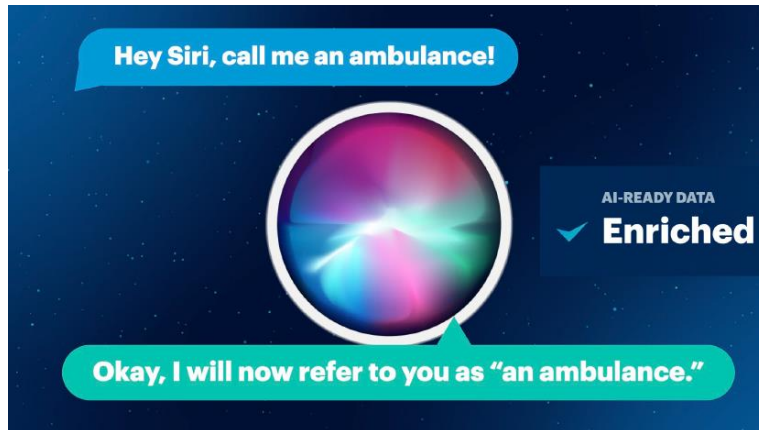 Hey Siri, call me an ambulance!
AI-READY DATA
Enriched
Okay, I will now refer to you as “an ambulance.”